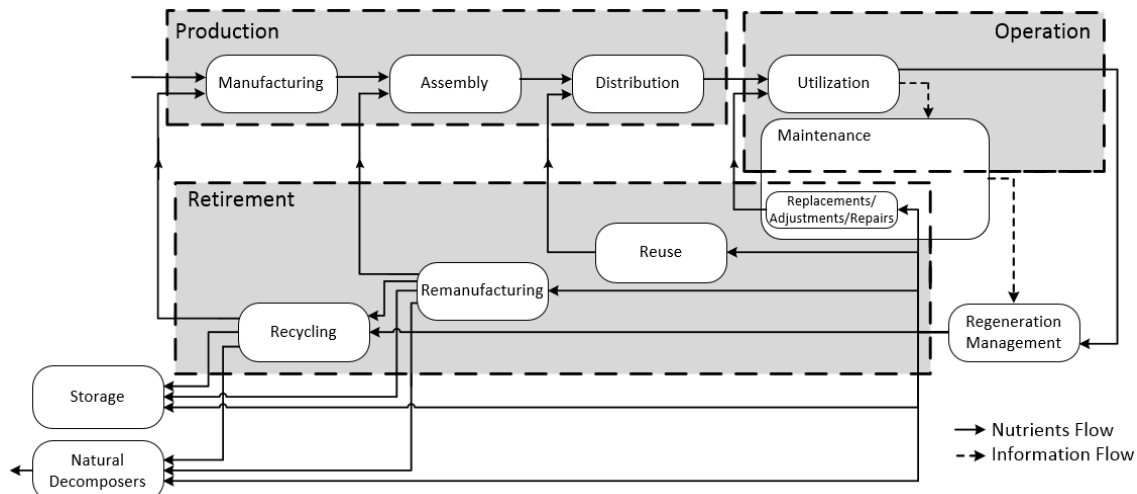 Production
Operation
Manufacturing
Assembly
Distribution
Utilization
Maintenance
Retirement
Replacements/
Adjustments/Repairs
Reuse
Remanufacturing
Recycling
Regeneration
Management
Storage
Natural
Decomposers
Nutrients Flow
Information Flow